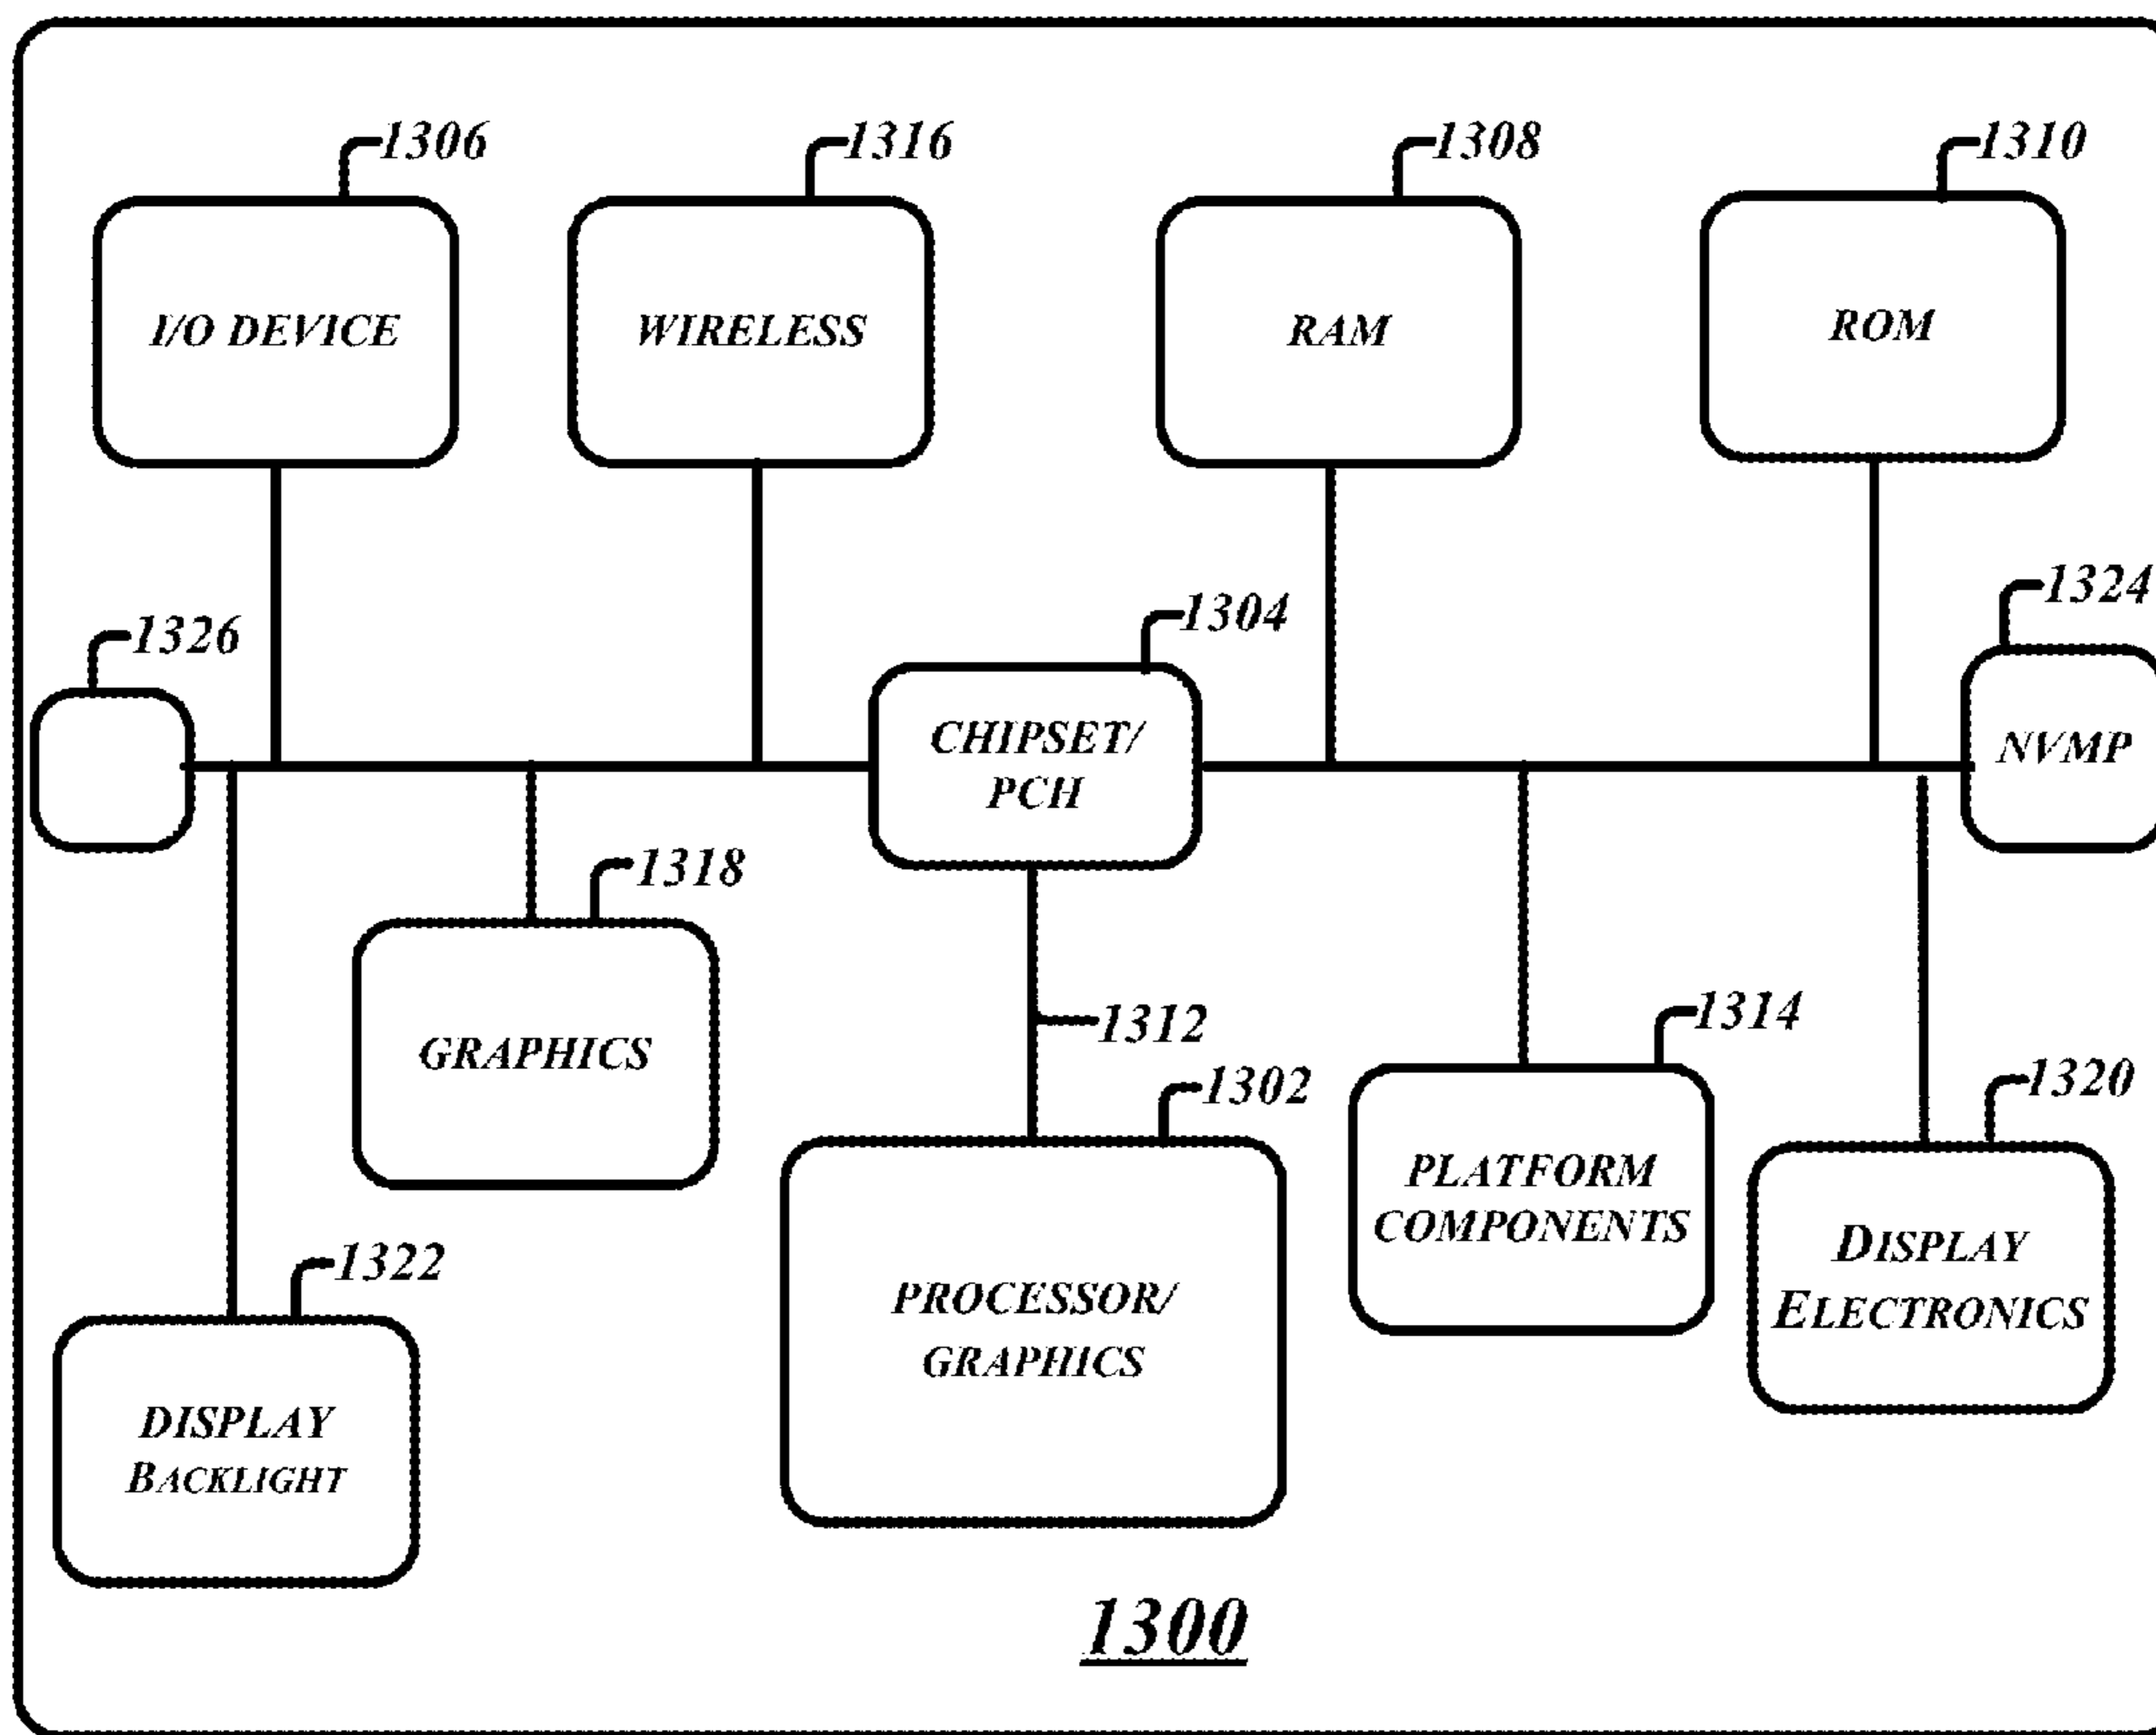 1306
1316
1308
1310
I/O DEVICE
WIRELESS
RAM
ROM
1326
1304
1324
CHIPSET/
PCH
NVMP
1318
GRAPHICS
1312
1314
1302
1320
PLATFORM
COMPONENTS
DISPLAY
ELECTRONICS
1322
PROCESSOR/
GRAPHICS
DISPLAY
BACKLIGHT
1300